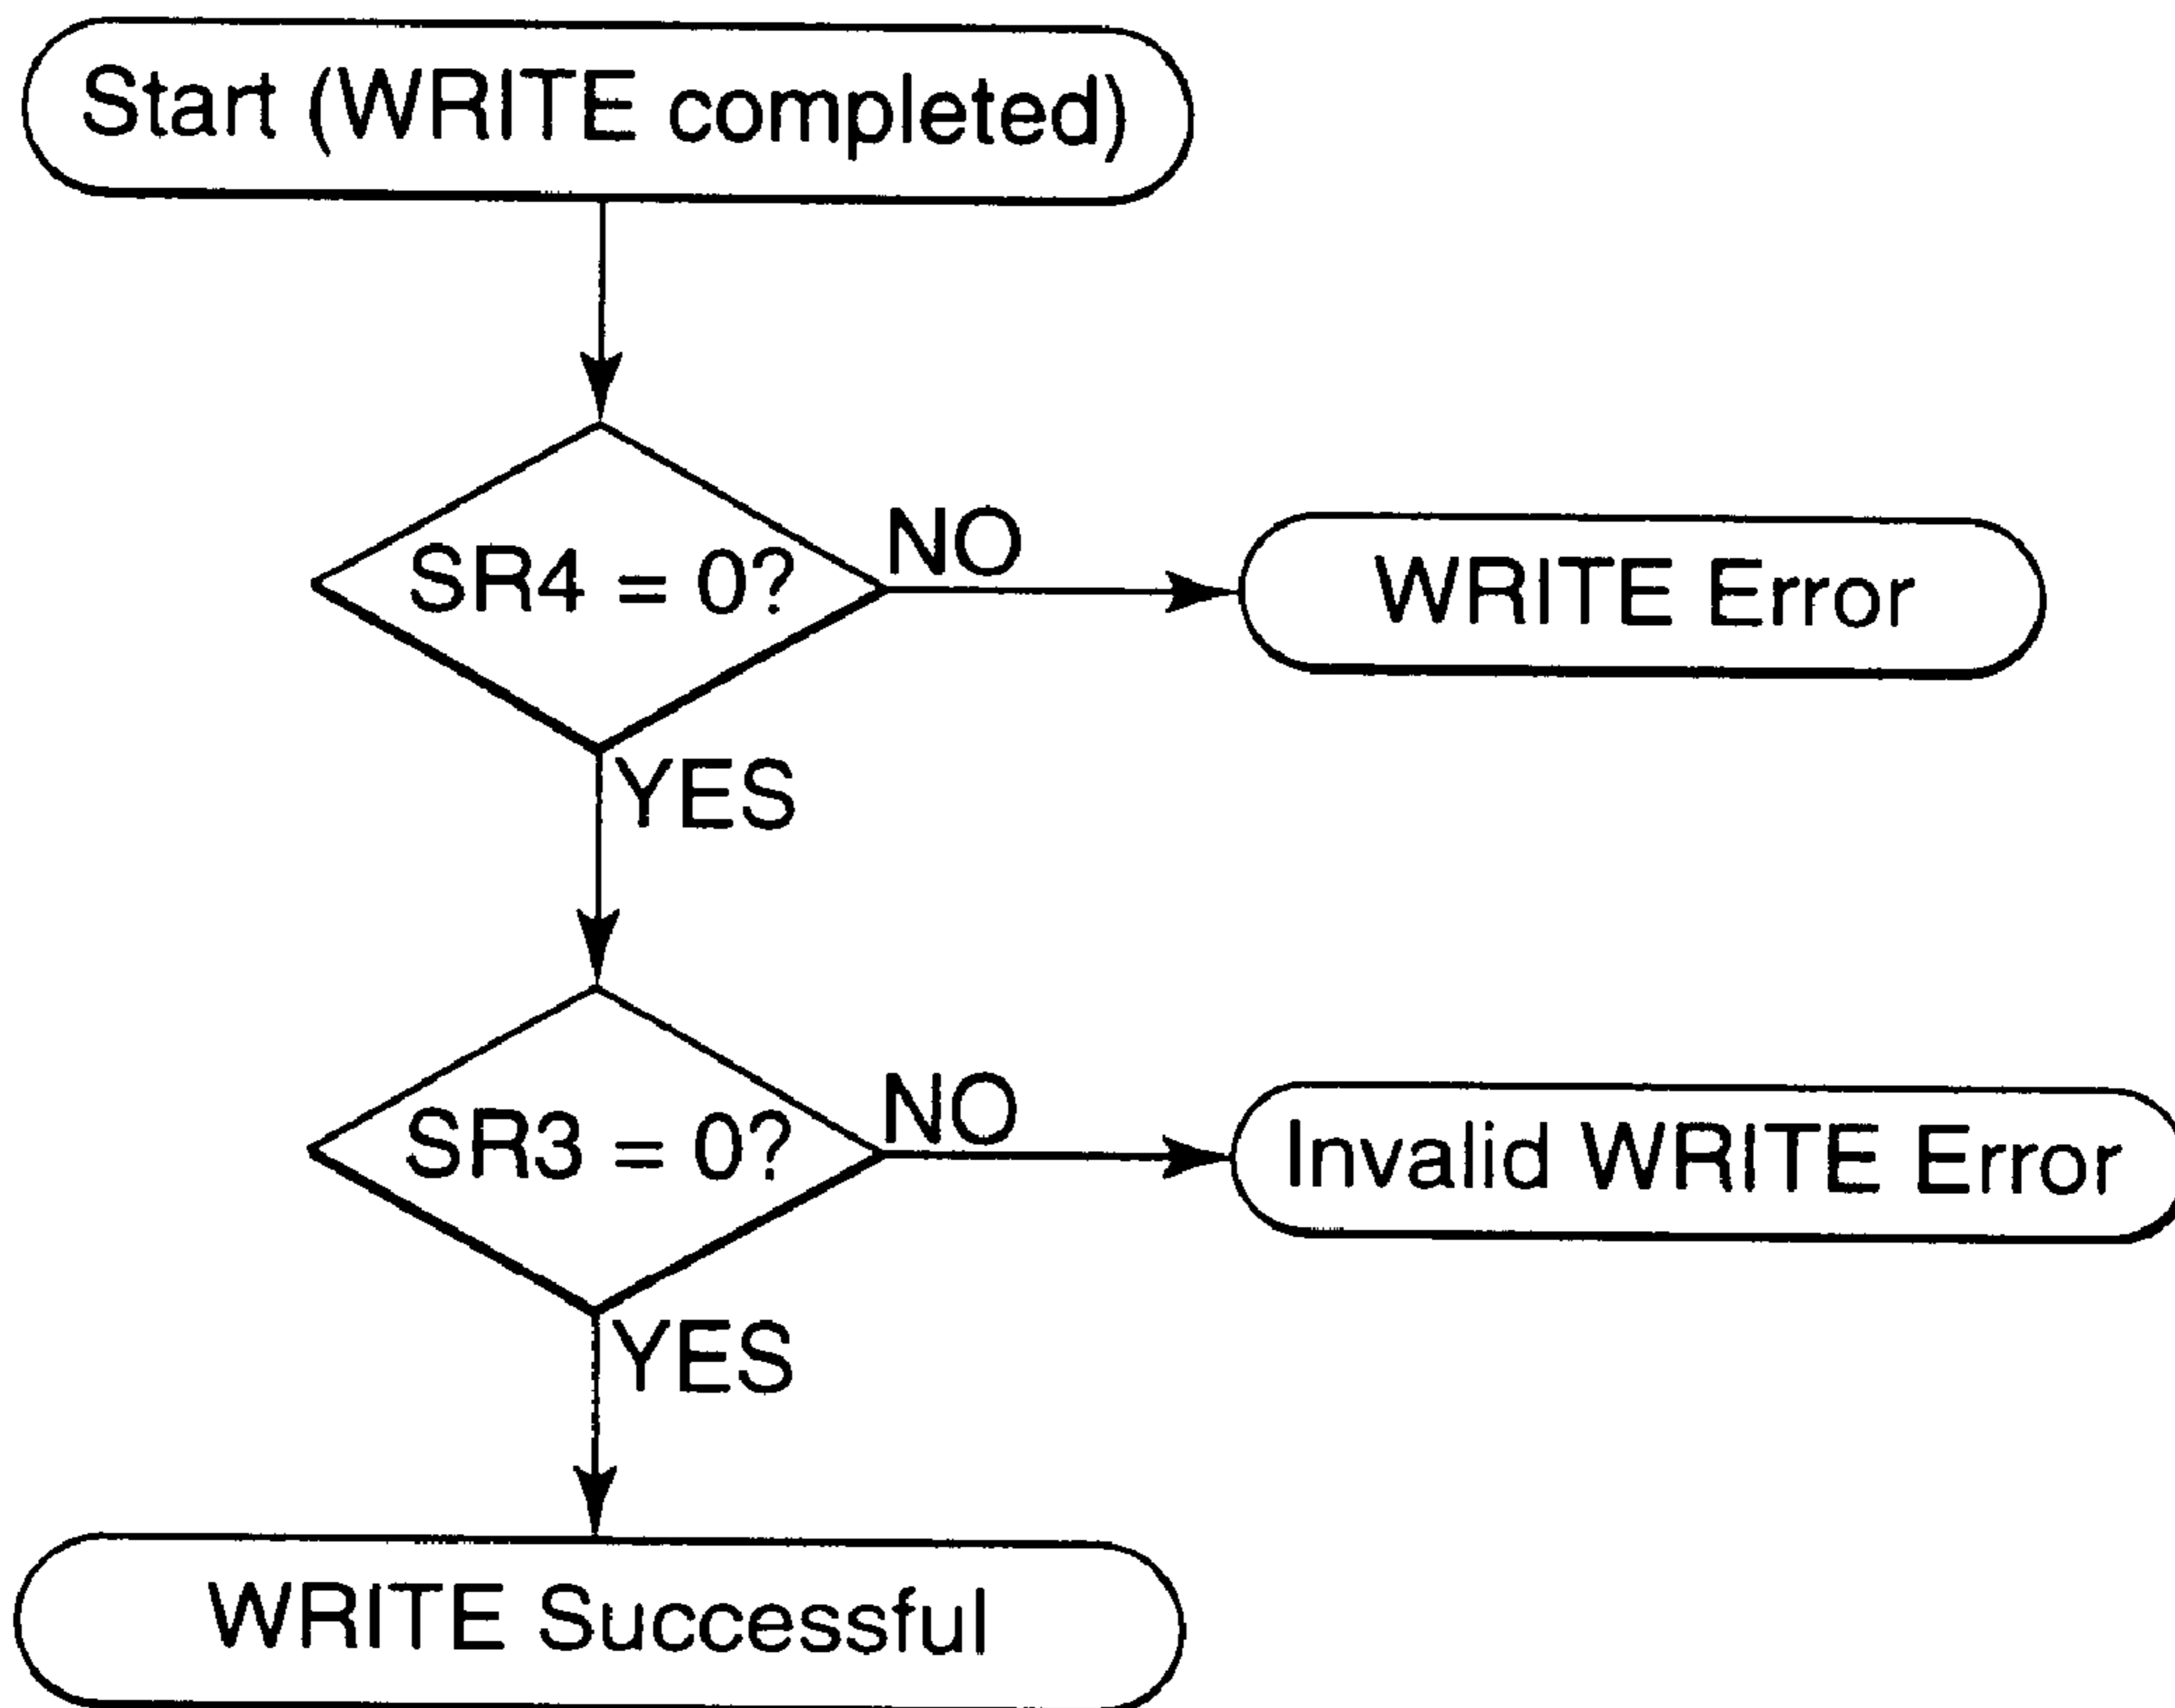 Start (WRITE completed)
SR4 = 0?
NO
WRITE Error
YES
SR3 = 0?
NO
Invalid WRITE Error
YES
WRITE Successful